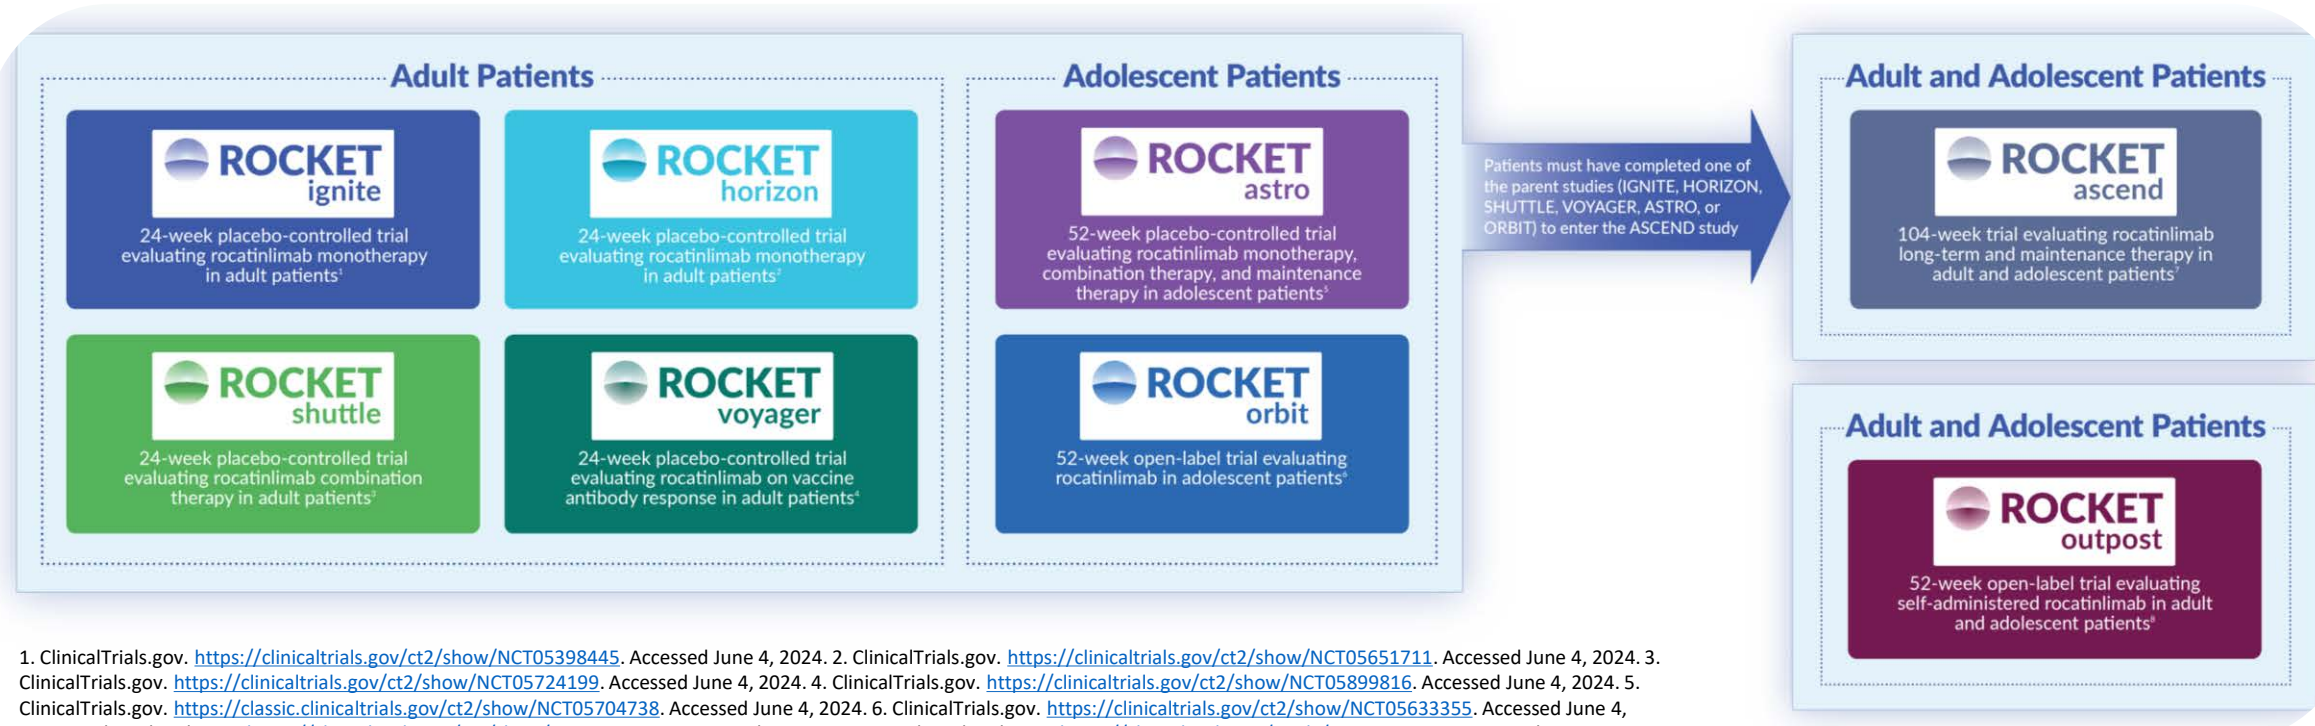 Adult Patients
ROCKET
ignite
24-week placebo-controlled trial
evaluating rocatinlimab monotherapy
in adult patients¹
ROCKET
horizon
24-week placebo-controlled trial
evaluating rocatinlimab monotherapy
in adult patients²
ROCKET
shuttle
24-week placebo-controlled trial
evaluating rocatinlimab combination
therapy in adult patients³
ROCKET
voyager
24-week placebo-controlled trial
evaluating rocatinlimab on vaccine
antibody response in adult patients⁴
Adolescent Patients
ROCKET
astro
52-week placebo-controlled trial
evaluating rocatinlimab monotherapy,
combination therapy, and maintenance
therapy in adolescent patients⁵
ROCKET
orbit
52-week open-label trial evaluating
rocatinlimab in adolescent patients⁶
Patients must have completed one of
the parent studies (IGNITE, HORIZON,
SHUTTLE, VOYAGER, ASTRO, or
ORBIT) to enter the ASCEND study
Adult and Adolescent Patients
ROCKET
ascend
104-week trial evaluating rocatinlimab
long-term and maintenance therapy in
adult and adolescent patients⁷
Adult and Adolescent Patients
ROCKET
outpost
52-week open-label trial evaluating
self-administered rocatinlimab in adult
and adolescent patients⁸
1. ClinicalTrials.gov. https://clinicaltrials.gov/ct2/show/NCT05398445. Accessed June 4, 2024. 2. ClinicalTrials.gov. https://clinicaltrials.gov/ct2/show/NCT05651711. Accessed June 4, 2024. 3.
ClinicalTrials.gov. https://clinicaltrials.gov/ct2/show/NCT05724199. Accessed June 4, 2024. 4. ClinicalTrials.gov. https://clinicaltrials.gov/ct2/show/NCT05899816. Accessed June 4, 2024. 5.
ClinicalTrials.gov. https://classic.clinicaltrials.gov/ct2/show/NCT05704738. Accessed June 4, 2024. 6. ClinicalTrials.gov. https://clinicaltrials.gov/ct2/show/NCT05633355. Accessed June 4,